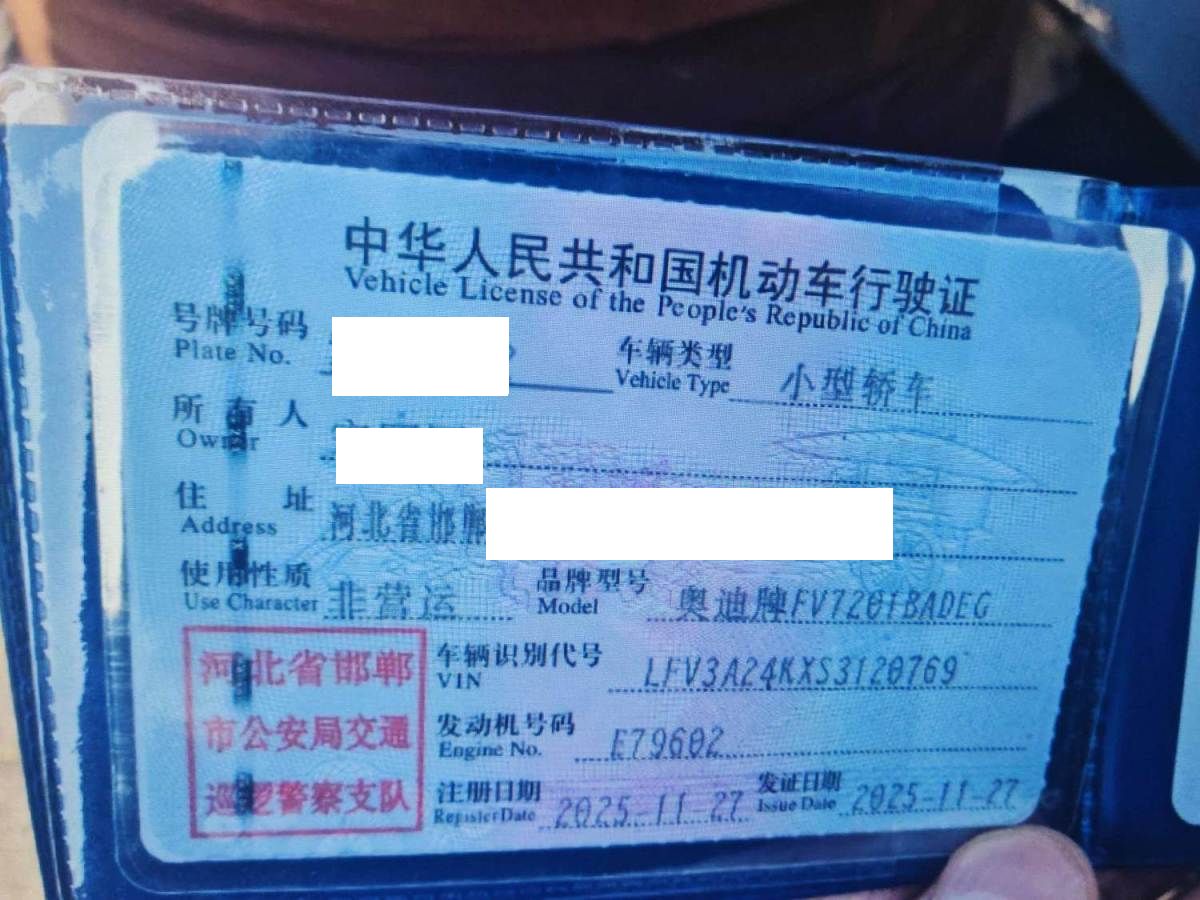 中华人民共和国机动车行驶证
Vehicle License of the People's Republic of China
号牌号码
Plate No.
车辆类型 小型轿车
Vehicle Type
所有人
Owner
住址 河北省邯郸
Address
使用性质 非营运
Use Character
品牌型号 奥迪牌FV7201BADEG
Model
河北省邯郸
市公安局交通
巡逻警察支队
车辆识别代号 LFV3A24KXS3120769
VIN
发动机号码 E79602
Engine No.
注册日期 2025-11-27
Register Date
发证日期 2025-11-27
Issue Date